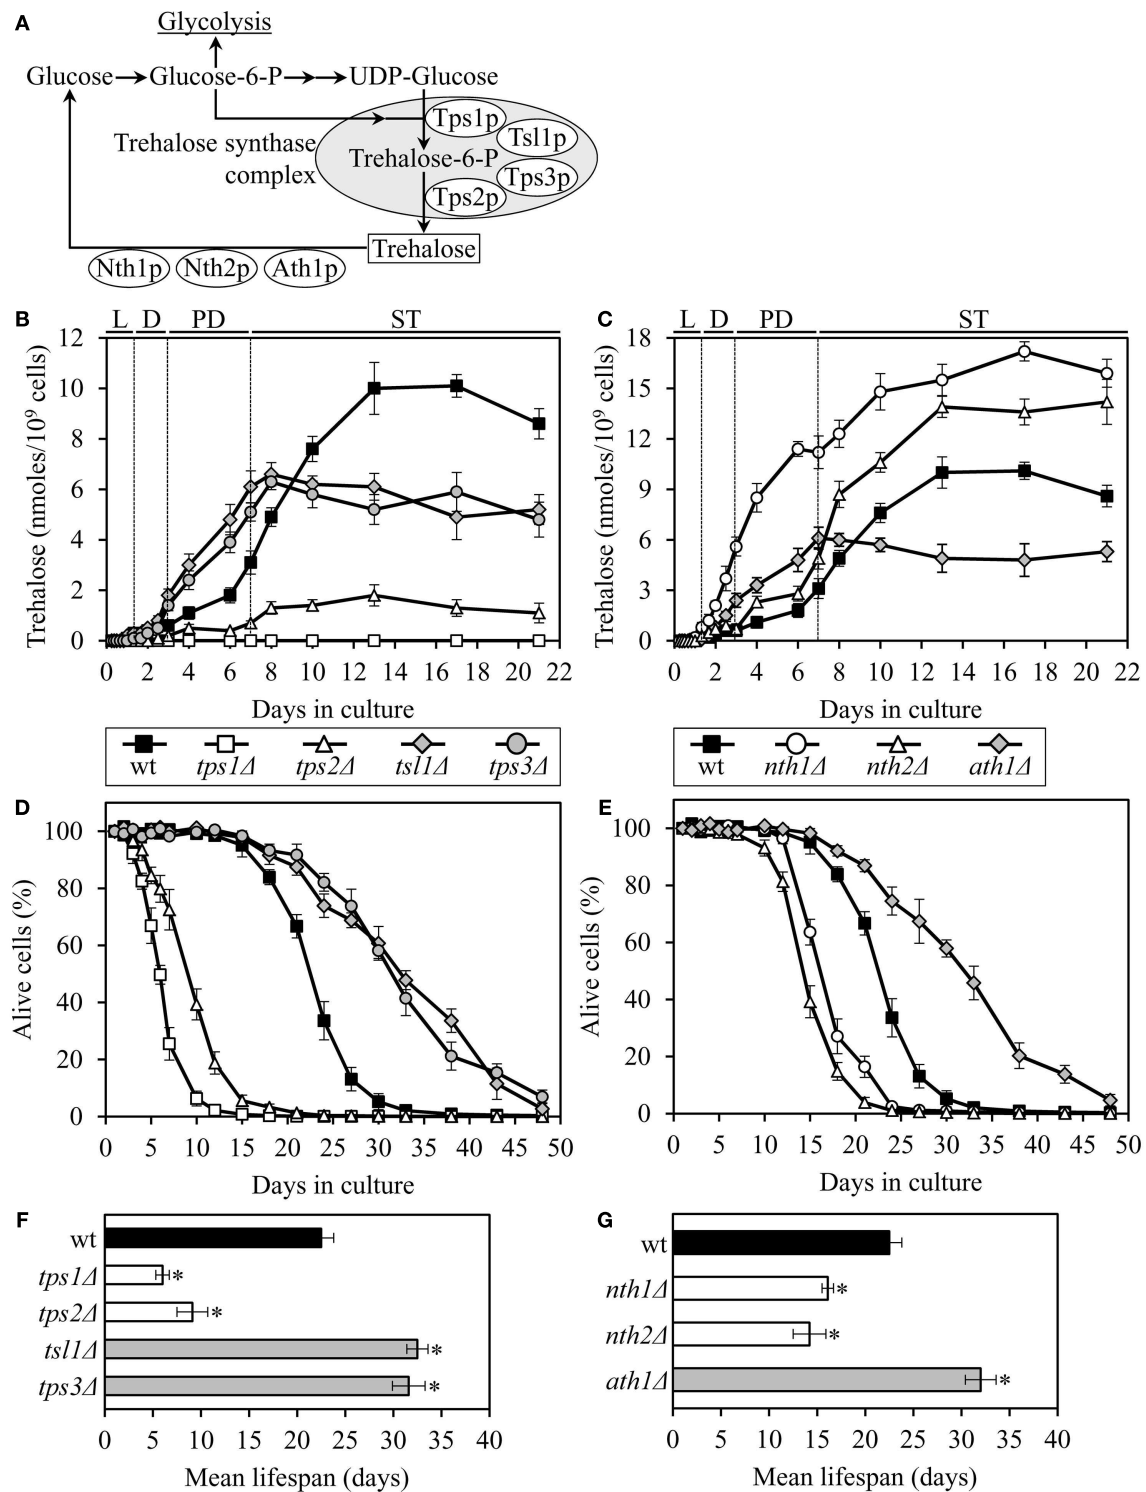 A
Glycolysis
Glucose Glucose-6-P UDP-Glucose
Tps1p
Trehalose synthase complex
Tsl1p
Trehalose-6-P
Tps3p
Tps2p
Trehalose
Nth1p Nth2p Ath1p
B
L D PD ST
Trehalose (nmoles/10⁹ cells)
12
10
8
6
4
2
0
0 2 4 6 8 10 12 14 16 18 20 22
Days in culture
wt tps1Δ tps2Δ tsl1Δ tps3Δ
C
L D PD ST
Trehalose (nmoles/10⁹ cells)
18
15
12
9
6
3
0
0 2 4 6 8 10 12 14 16 18 20 22
Days in culture
wt nth1Δ nth2Δ ath1Δ
D
Alive cells (%)
100
80
60
40
20
0
0 5 10 15 20 25 30 35 40 45 50
Days in culture
E
Alive cells (%)
100
80
60
40
20
0
0 5 10 15 20 25 30 35 40 45 50
Days in culture
F
wt
tps1Δ *
tps2Δ *
tsl1Δ *
tps3Δ *
0 5 10 15 20 25 30 35 40
Mean lifespan (days)
G
wt
nth1Δ *
nth2Δ *
ath1Δ *
0 5 10 15 20 25 30 35 40
Mean lifespan (days)